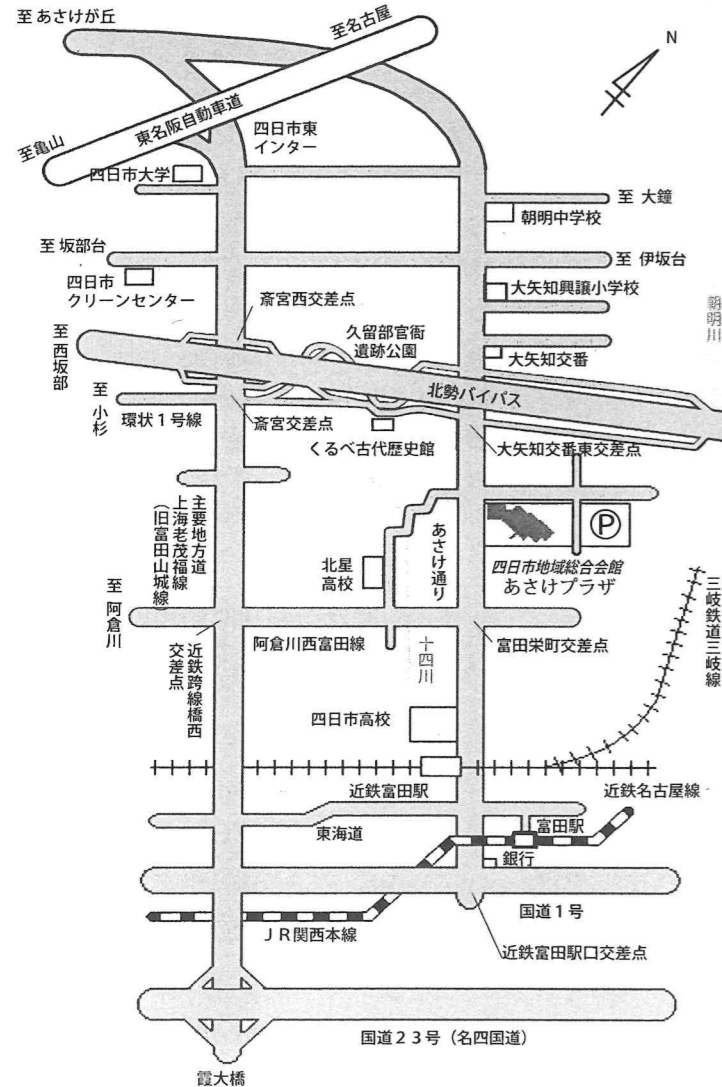 至 あさけが丘
至名古屋
N
東名阪自動車道
至亀山
四日市東
インター
四日市大学
至 大鐘
朝明中学校
至 坂部台
至 伊坂台
四日市
クリーンセンター
大矢知興譲小学校
斎宮西交差点
朝明川
久留部官衙
遺跡公園
至 西坂部
大矢知交番
北勢バイパス
至 小杉
環状1号線
斎宮交差点
くるべ古代歴史館
大矢知交番東交差点
主要地方道
上海老茂福線
(旧富田山城線)
あさけ通り
P
北星
高校
四日市地域総合会館
あさけプラザ
三岐鉄道三岐線
至 阿倉川
阿倉川西富田線
富田栄町交差点
近鉄跨線橋西
交差点
十四川
四日市高校
近鉄富田駅
近鉄名古屋線
東海道
富田駅
銀行
国道1号
JR関西本線
近鉄富田駅口交差点
国道23号(名四国道)
霞大橋